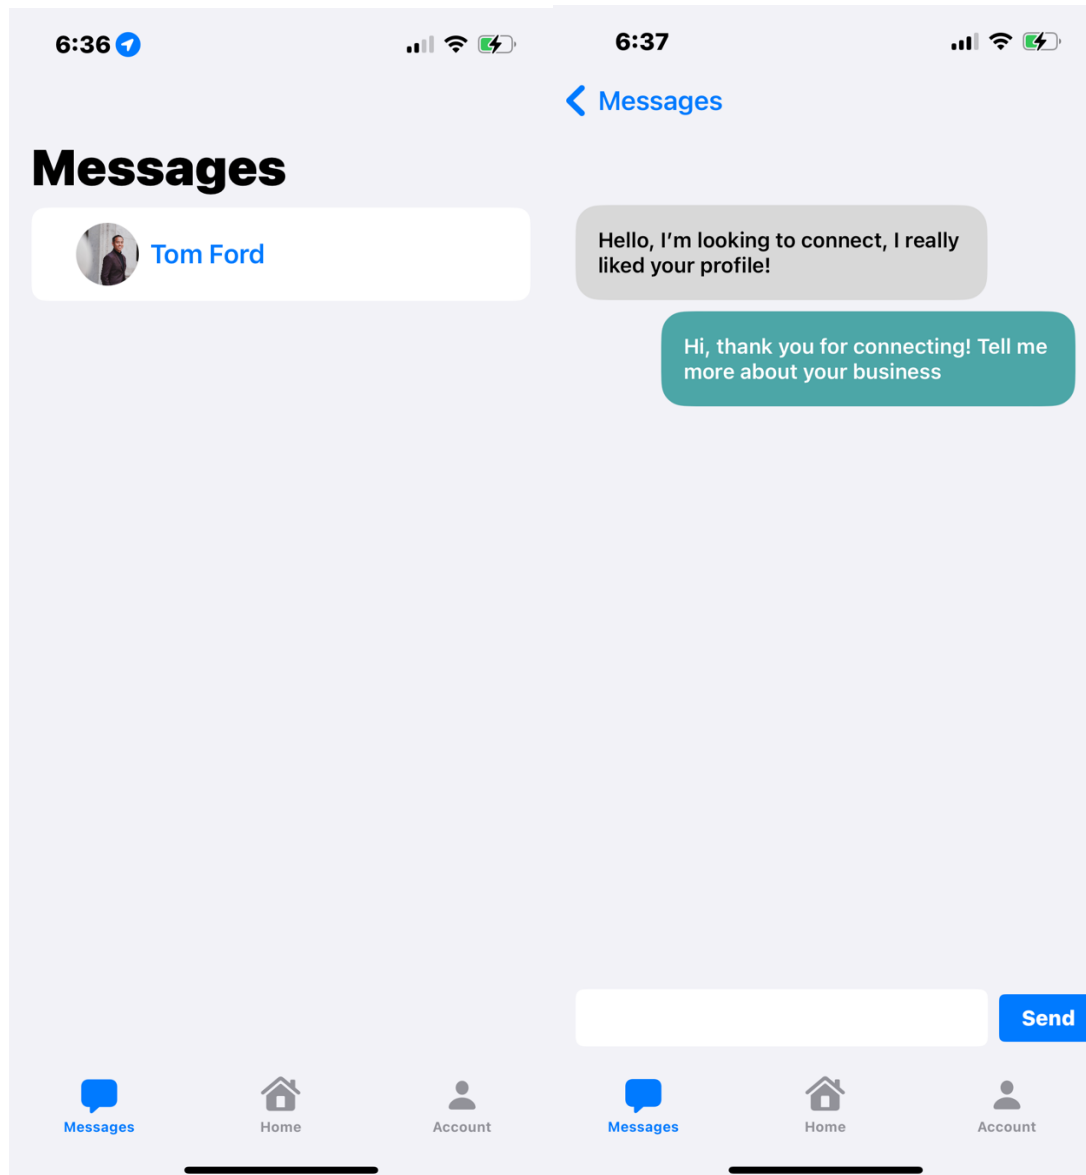 6:36
Messages
Tom Ford
Messages
Home
Account
6:37
Messages
Hello, I’m looking to connect, I really
liked your profile!
Hi, thank you for connecting! Tell me
more about your business
Send
Messages
Home
Account